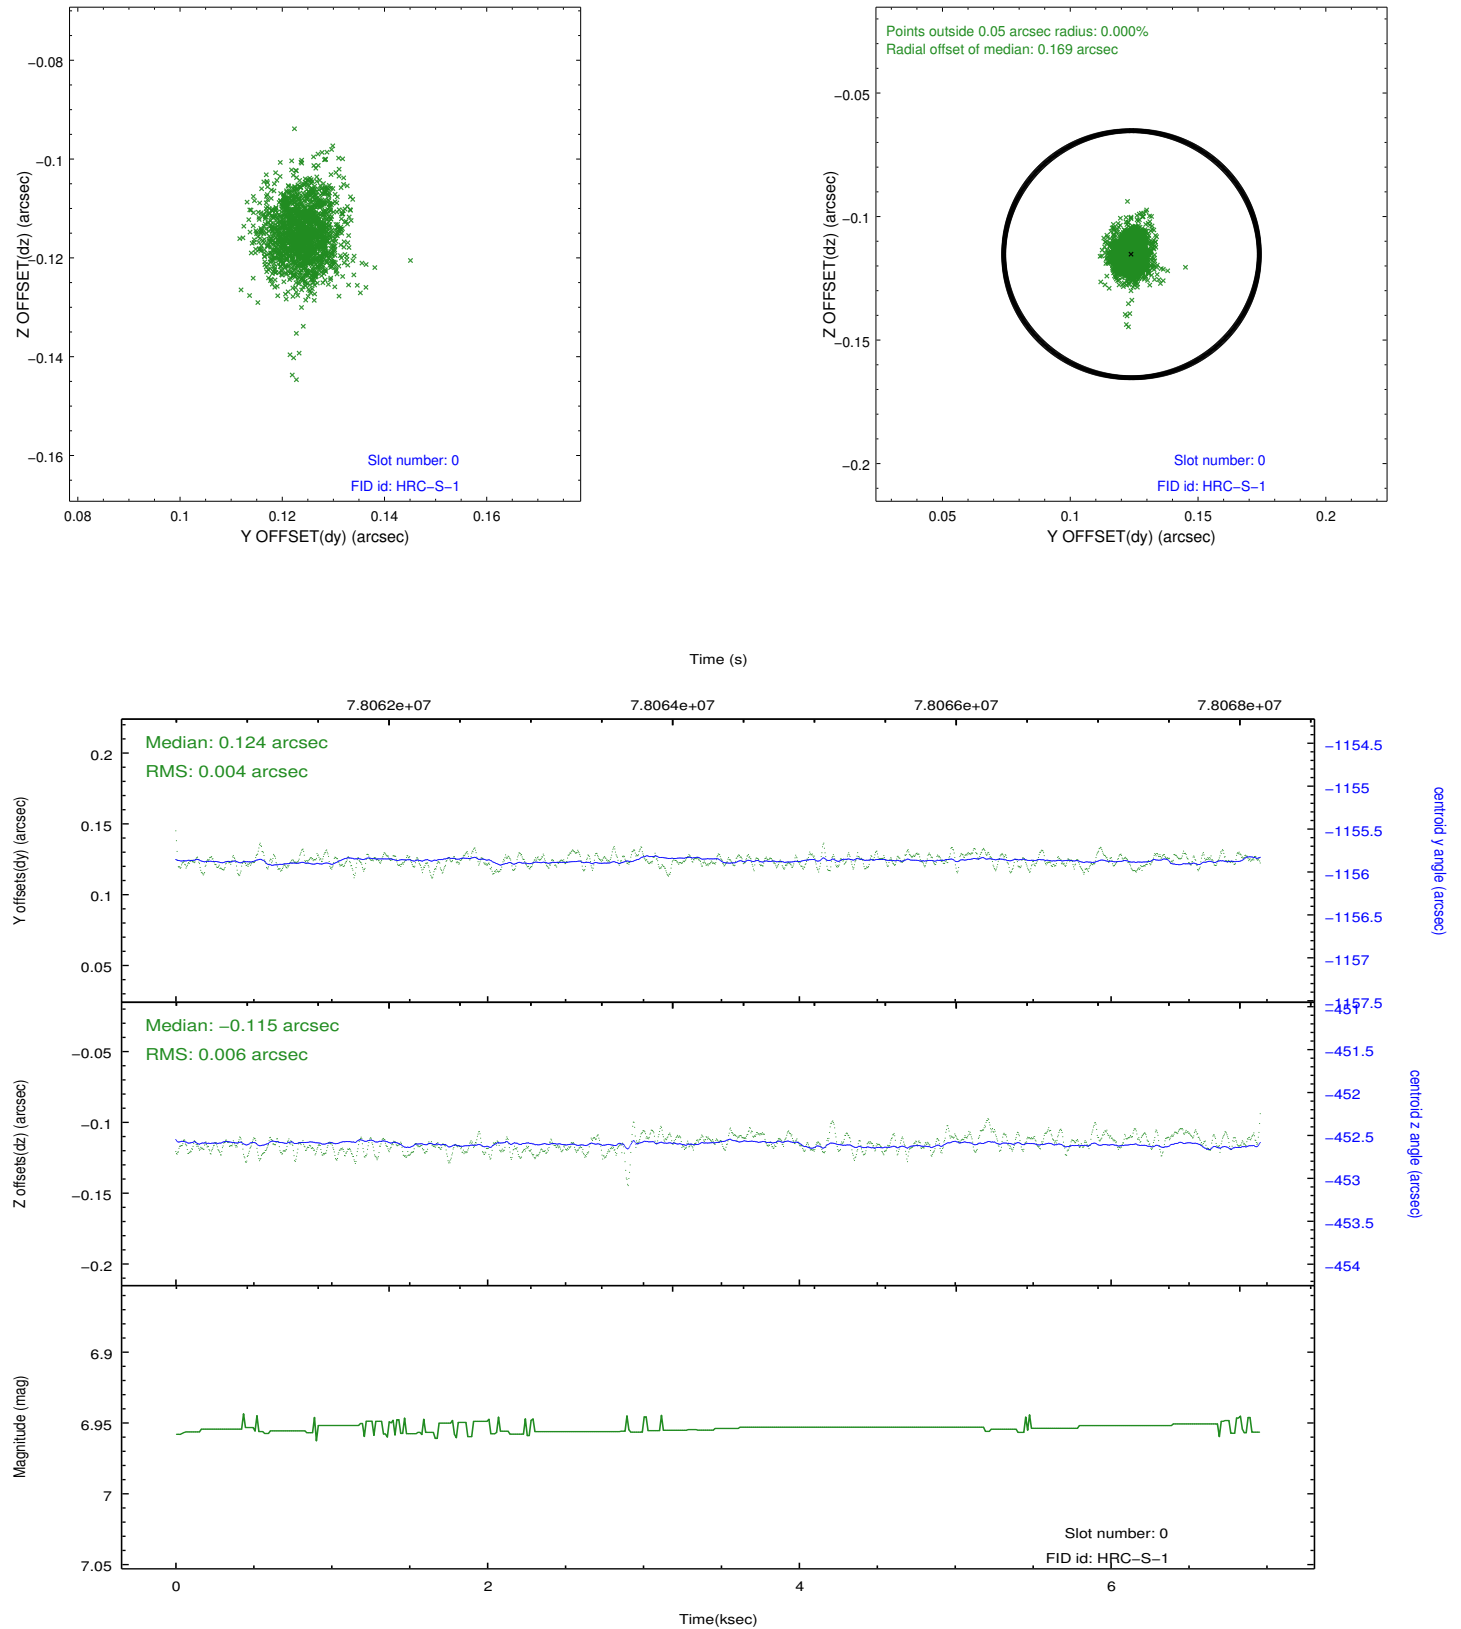 −0.08
−0.1
−0.12
−0.14
−0.16
Z OFFSET(dz) (arcsec)
Slot number: 0
FID id: HRC−S−1
0.08 0.1 0.12 0.14 0.16
Y OFFSET(dy) (arcsec)
Points outside 0.05 arcsec radius: 0.000%
Radial offset of median: 0.169 arcsec
−0.05
−0.1
−0.15
−0.2
Z OFFSET(dz) (arcsec)
Slot number: 0
FID id: HRC−S−1
0.05 0.1 0.15 0.2
Y OFFSET(dy) (arcsec)
Time (s)
7.8062e+07 7.8064e+07 7.8066e+07 7.8068e+07
Median: 0.124 arcsec
RMS: 0.004 arcsec
0.2
0.15
0.1
0.05
Y offsets(dy) (arcsec)
−1154.5
−1155
−1155.5
−1156
−1156.5
−1157
−1157.5
centroid y angle (arcsec)
Median: −0.115 arcsec
RMS: 0.006 arcsec
−0.05
−0.1
−0.15
−0.2
Z offsets(dz) (arcsec)
−451
−451.5
−452
−452.5
−453
−453.5
−454
centroid z angle (arcsec)
6.9
6.95
7
7.05
Magnitude (mag)
Slot number: 0
FID id: HRC−S−1
0 2 4 6
Time(ksec)